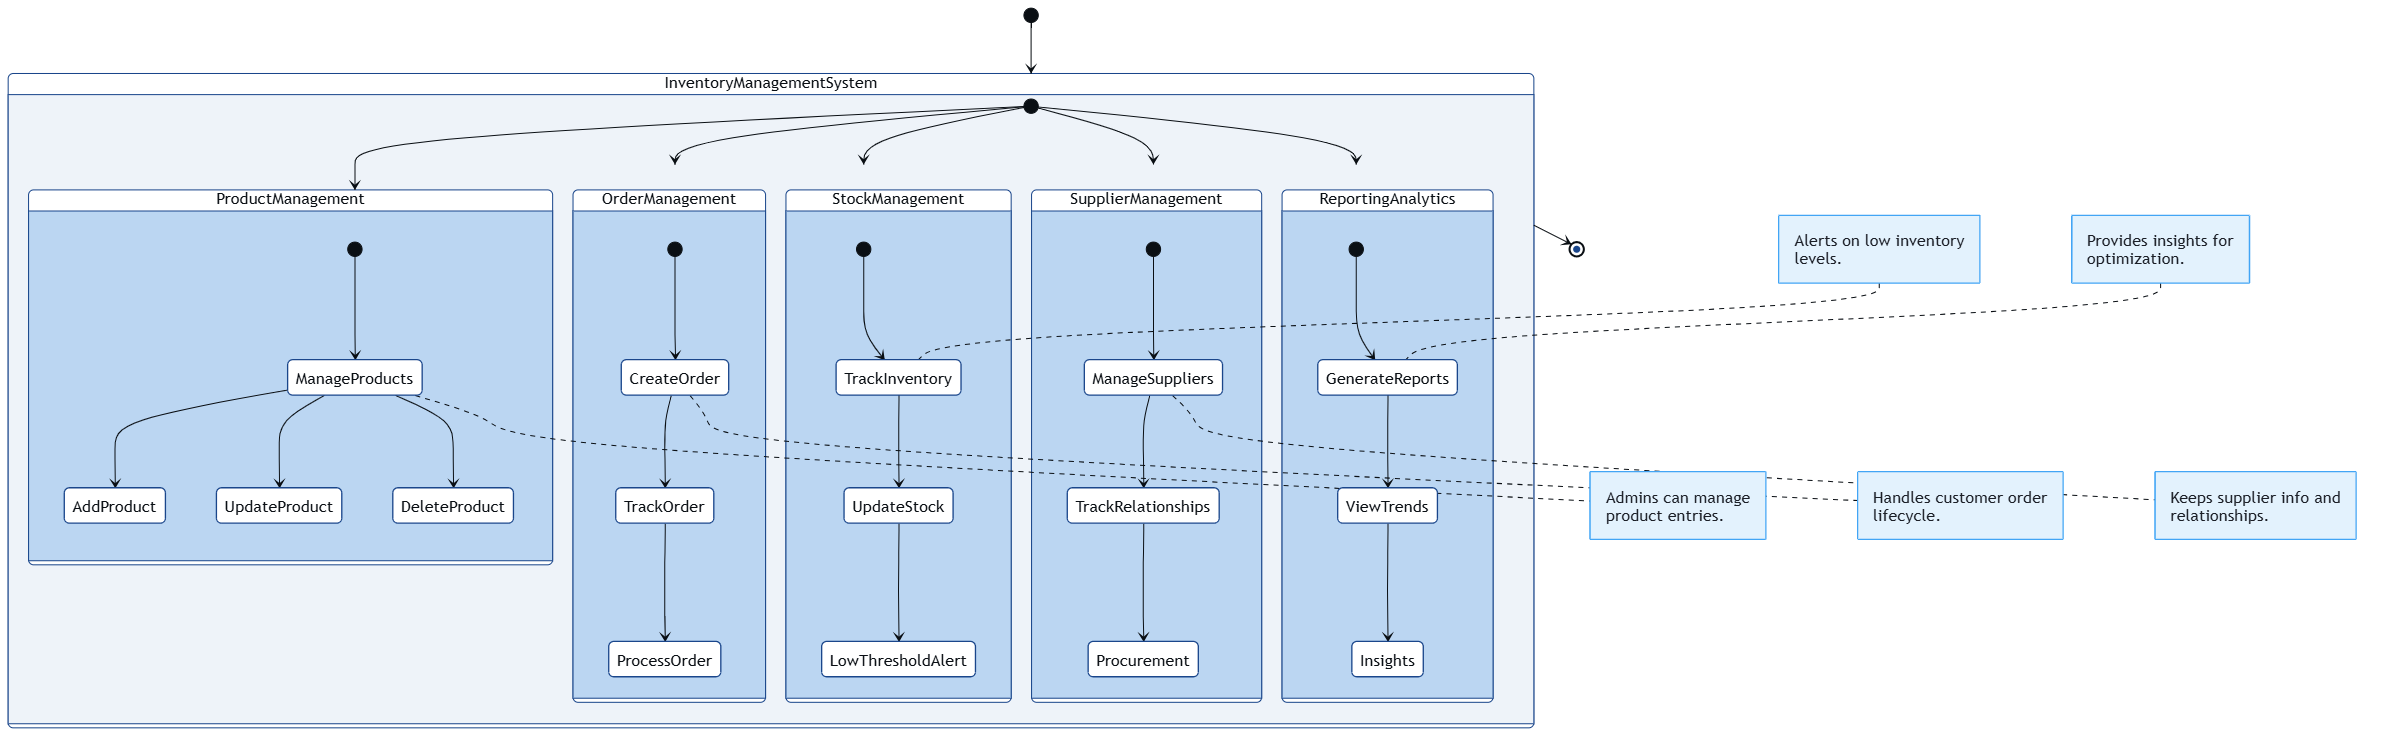 InventoryManagementSystem
ProductManagement
OrderManagement
StockManagement
SupplierManagement
ReportingAnalytics
Alerts on low inventory
levels.
Provides insights for
optimization.
ManageProducts
CreateOrder
TrackInventory
ManageSuppliers
GenerateReports
AddProduct
UpdateProduct
DeleteProduct
TrackOrder
UpdateStock
TrackRelationships
ViewTrends
Admins can manage
product entries.
Handles customer order
lifecycle.
Keeps supplier info and
relationships.
ProcessOrder
LowThresholdAlert
Procurement
Insights